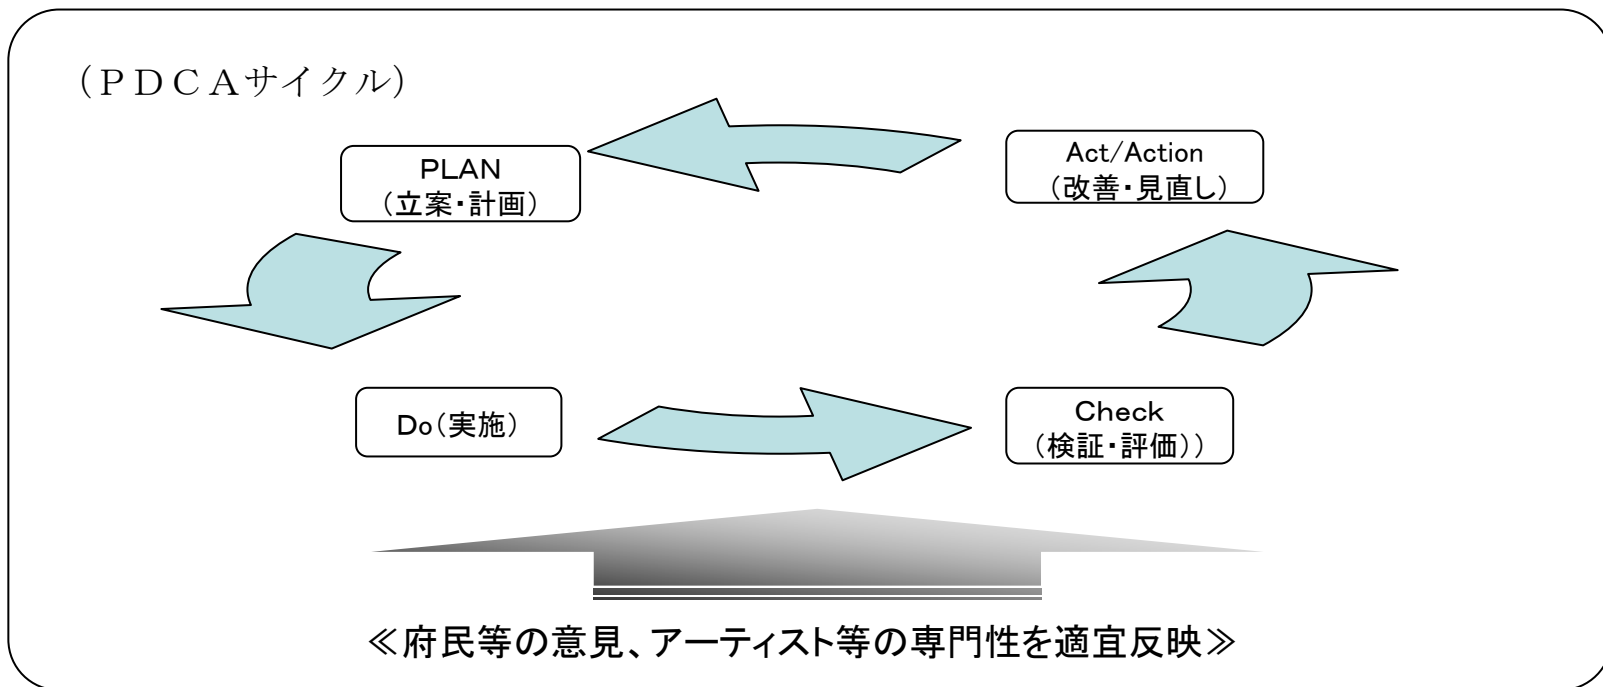 （ＰＤＣＡサイクル）
PLAN
（立案・計画）
Act/Action
（改善・見直し）
Do（実施）
Check
（検証・評価））
≪府民等の意見、アーティスト等の専門性を適宜反映≫